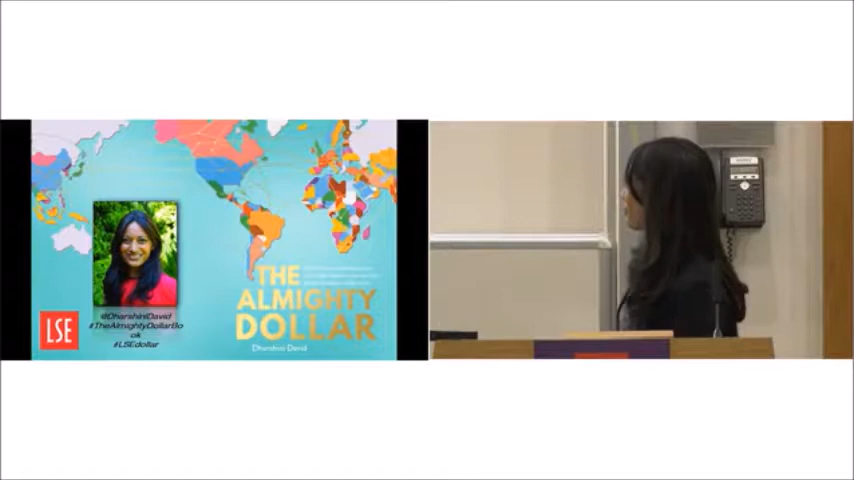 @DharshiniDavid
#TheAlmightyDollarBo
ok
#LSEdollar
LSE
THE
ALMIGHTY
DOLLAR
Dharshini David